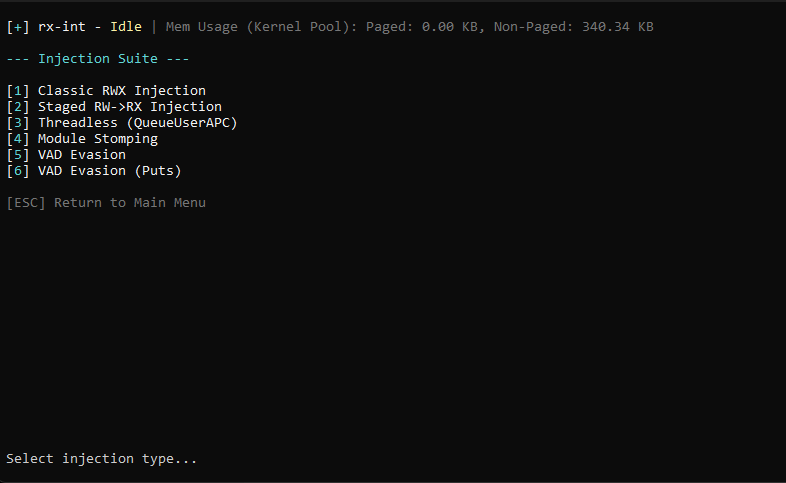 [+] rx-int - Idle | Mem Usage (Kernel Pool): Paged: 0.00 KB, Non-Paged: 340.34 KB
--- Injection Suite ---
[1] Classic RWX Injection
[2] Staged RW->RX Injection
[3] Threadless (QueueUserAPC)
[4] Module Stomping
[5] VAD Evasion
[6] VAD Evasion (Puts)
[ESC] Return to Main Menu
Select injection type...